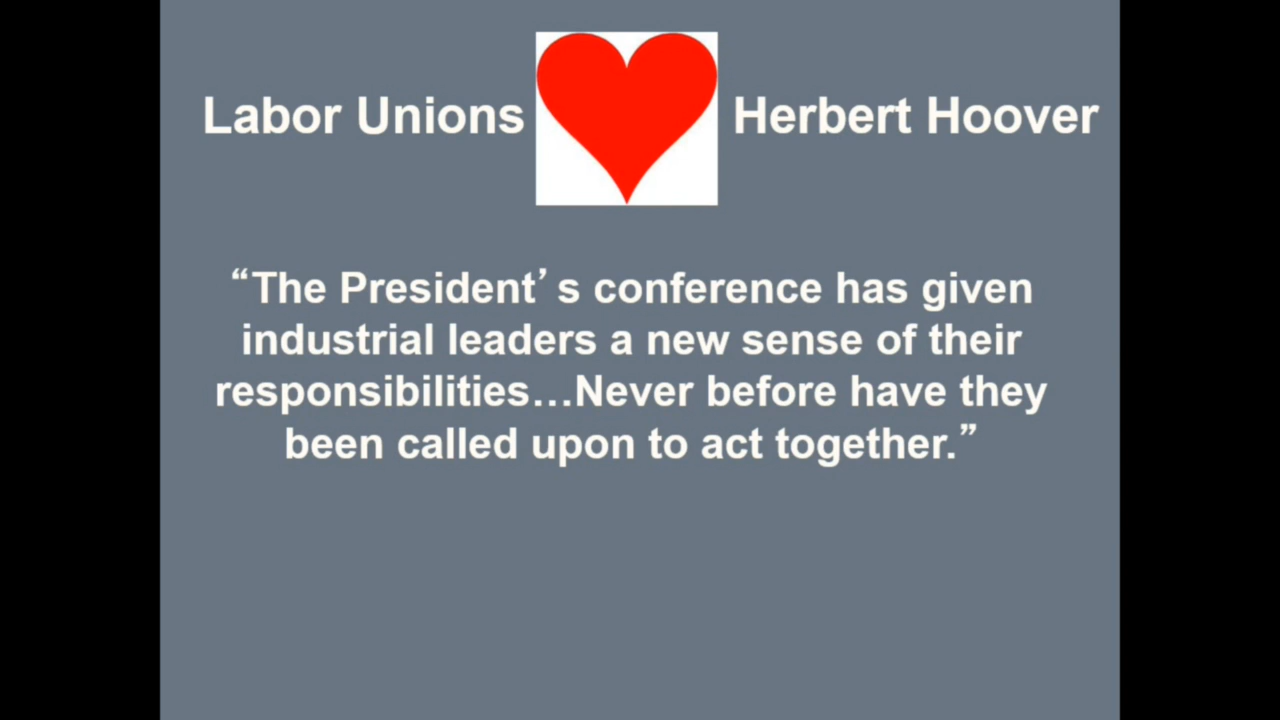 Labor Unions Herbert Hoover
“The President’s conference has given
industrial leaders a new sense of their
responsibilities…Never before have they
been called upon to act together.”